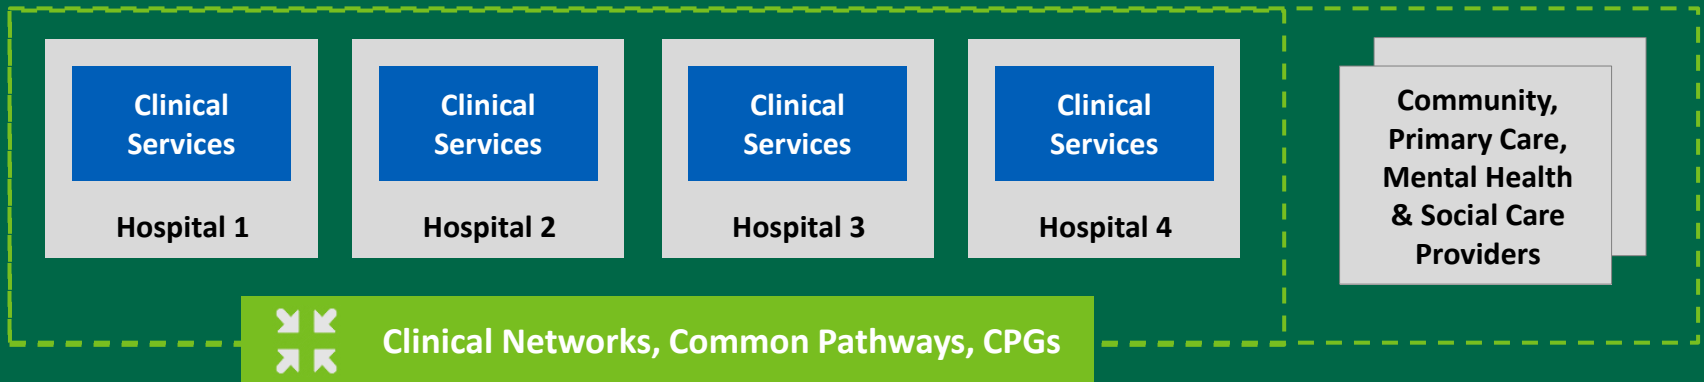 Clinical
Services
Hospital 1
Clinical
Services
Hospital 2
Clinical
Services
Hospital 3
Clinical
Services
Hospital 4
Community,
Primary Care,
Mental Health
& Social Care
Providers
Clinical Networks, Common Pathways, CPGs